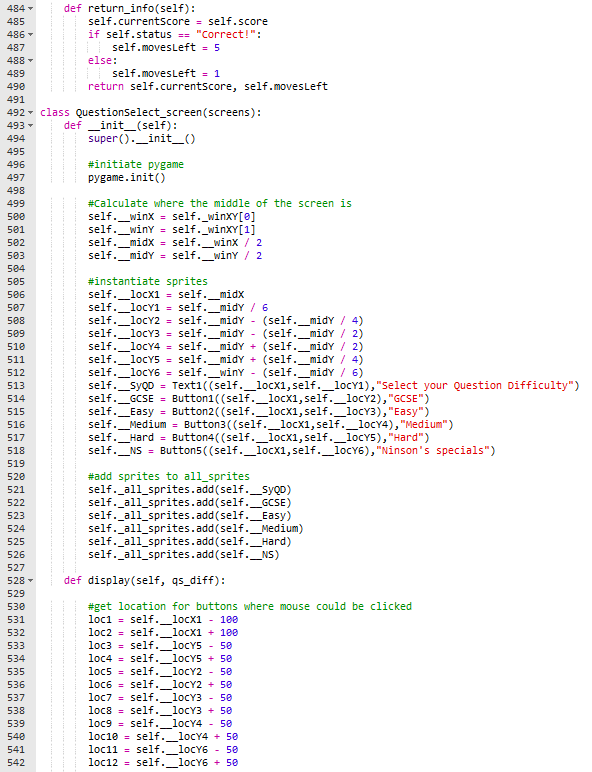 484 def return_info(self):
485 self.currentScore = self.score
486 if self.status == "Correct!":
487 self.movesLeft = 5
488 else:
489 self.movesLeft = 1
490 return self.currentScore, self.movesLeft
491
492 class QuestionSelect_screen(screens):
493 def __init__(self):
494 super().__init__()
495
496 #initiate pygame
497 pygame.init()
498
499 #Calculate where the middle of the screen is
500 self.__winX = self._winXY[0]
501 self.__winY = self._winXY[1]
502 self.__midX = self.__winX / 2
503 self.__midY = self.__winY / 2
504
505 #instantiate sprites
506 self.__locX1 = self.__midX
507 self.__locY1 = self.__midY / 6
508 self.__locY2 = self.__midY - (self.__midY / 4)
509 self.__locY3 = self.__midY - (self.__midY / 2)
510 self.__locY4 = self.__midY + (self.__midY / 2)
511 self.__locY5 = self.__midY + (self.__midY / 4)
512 self.__locY6 = self.__winY - (self.__midY / 6)
513 self.__SyQD = Text1((self.__locX1,self.__locY1),"Select your Question Difficulty")
514 self.__GCSE = Button1((self.__locX1,self.__locY2),"GCSE")
515 self.__Easy = Button2((self.__locX1,self.__locY3),"Easy")
516 self.__Medium = Button3((self.__locX1,self.__locY4),"Medium")
517 self.__Hard = Button4((self.__locX1,self.__locY5),"Hard")
518 self.__NS = Button5((self.__locX1,self.__locY6),"Ninson's specials")
519
520 #add sprites to all_sprites
521 self._all_sprites.add(self.__SyQD)
522 self._all_sprites.add(self.__GCSE)
523 self._all_sprites.add(self.__Easy)
524 self._all_sprites.add(self.__Medium)
525 self._all_sprites.add(self.__Hard)
526 self._all_sprites.add(self.__NS)
527
528 def display(self, qs_diff):
529
530 #get location for buttons where mouse could be clicked
531 loc1 = self.__locX1 - 100
532 loc2 = self.__locX1 + 100
533 loc3 = self.__locY5 - 50
534 loc4 = self.__locY5 + 50
535 loc5 = self.__locY2 - 50
536 loc6 = self.__locY2 + 50
537 loc7 = self.__locY3 - 50
538 loc8 = self.__locY3 + 50
539 loc9 = self.__locY4 - 50
540 loc10 = self.__locY4 + 50
541 loc11 = self.__locY6 - 50
542 loc12 = self.__locY6 + 50